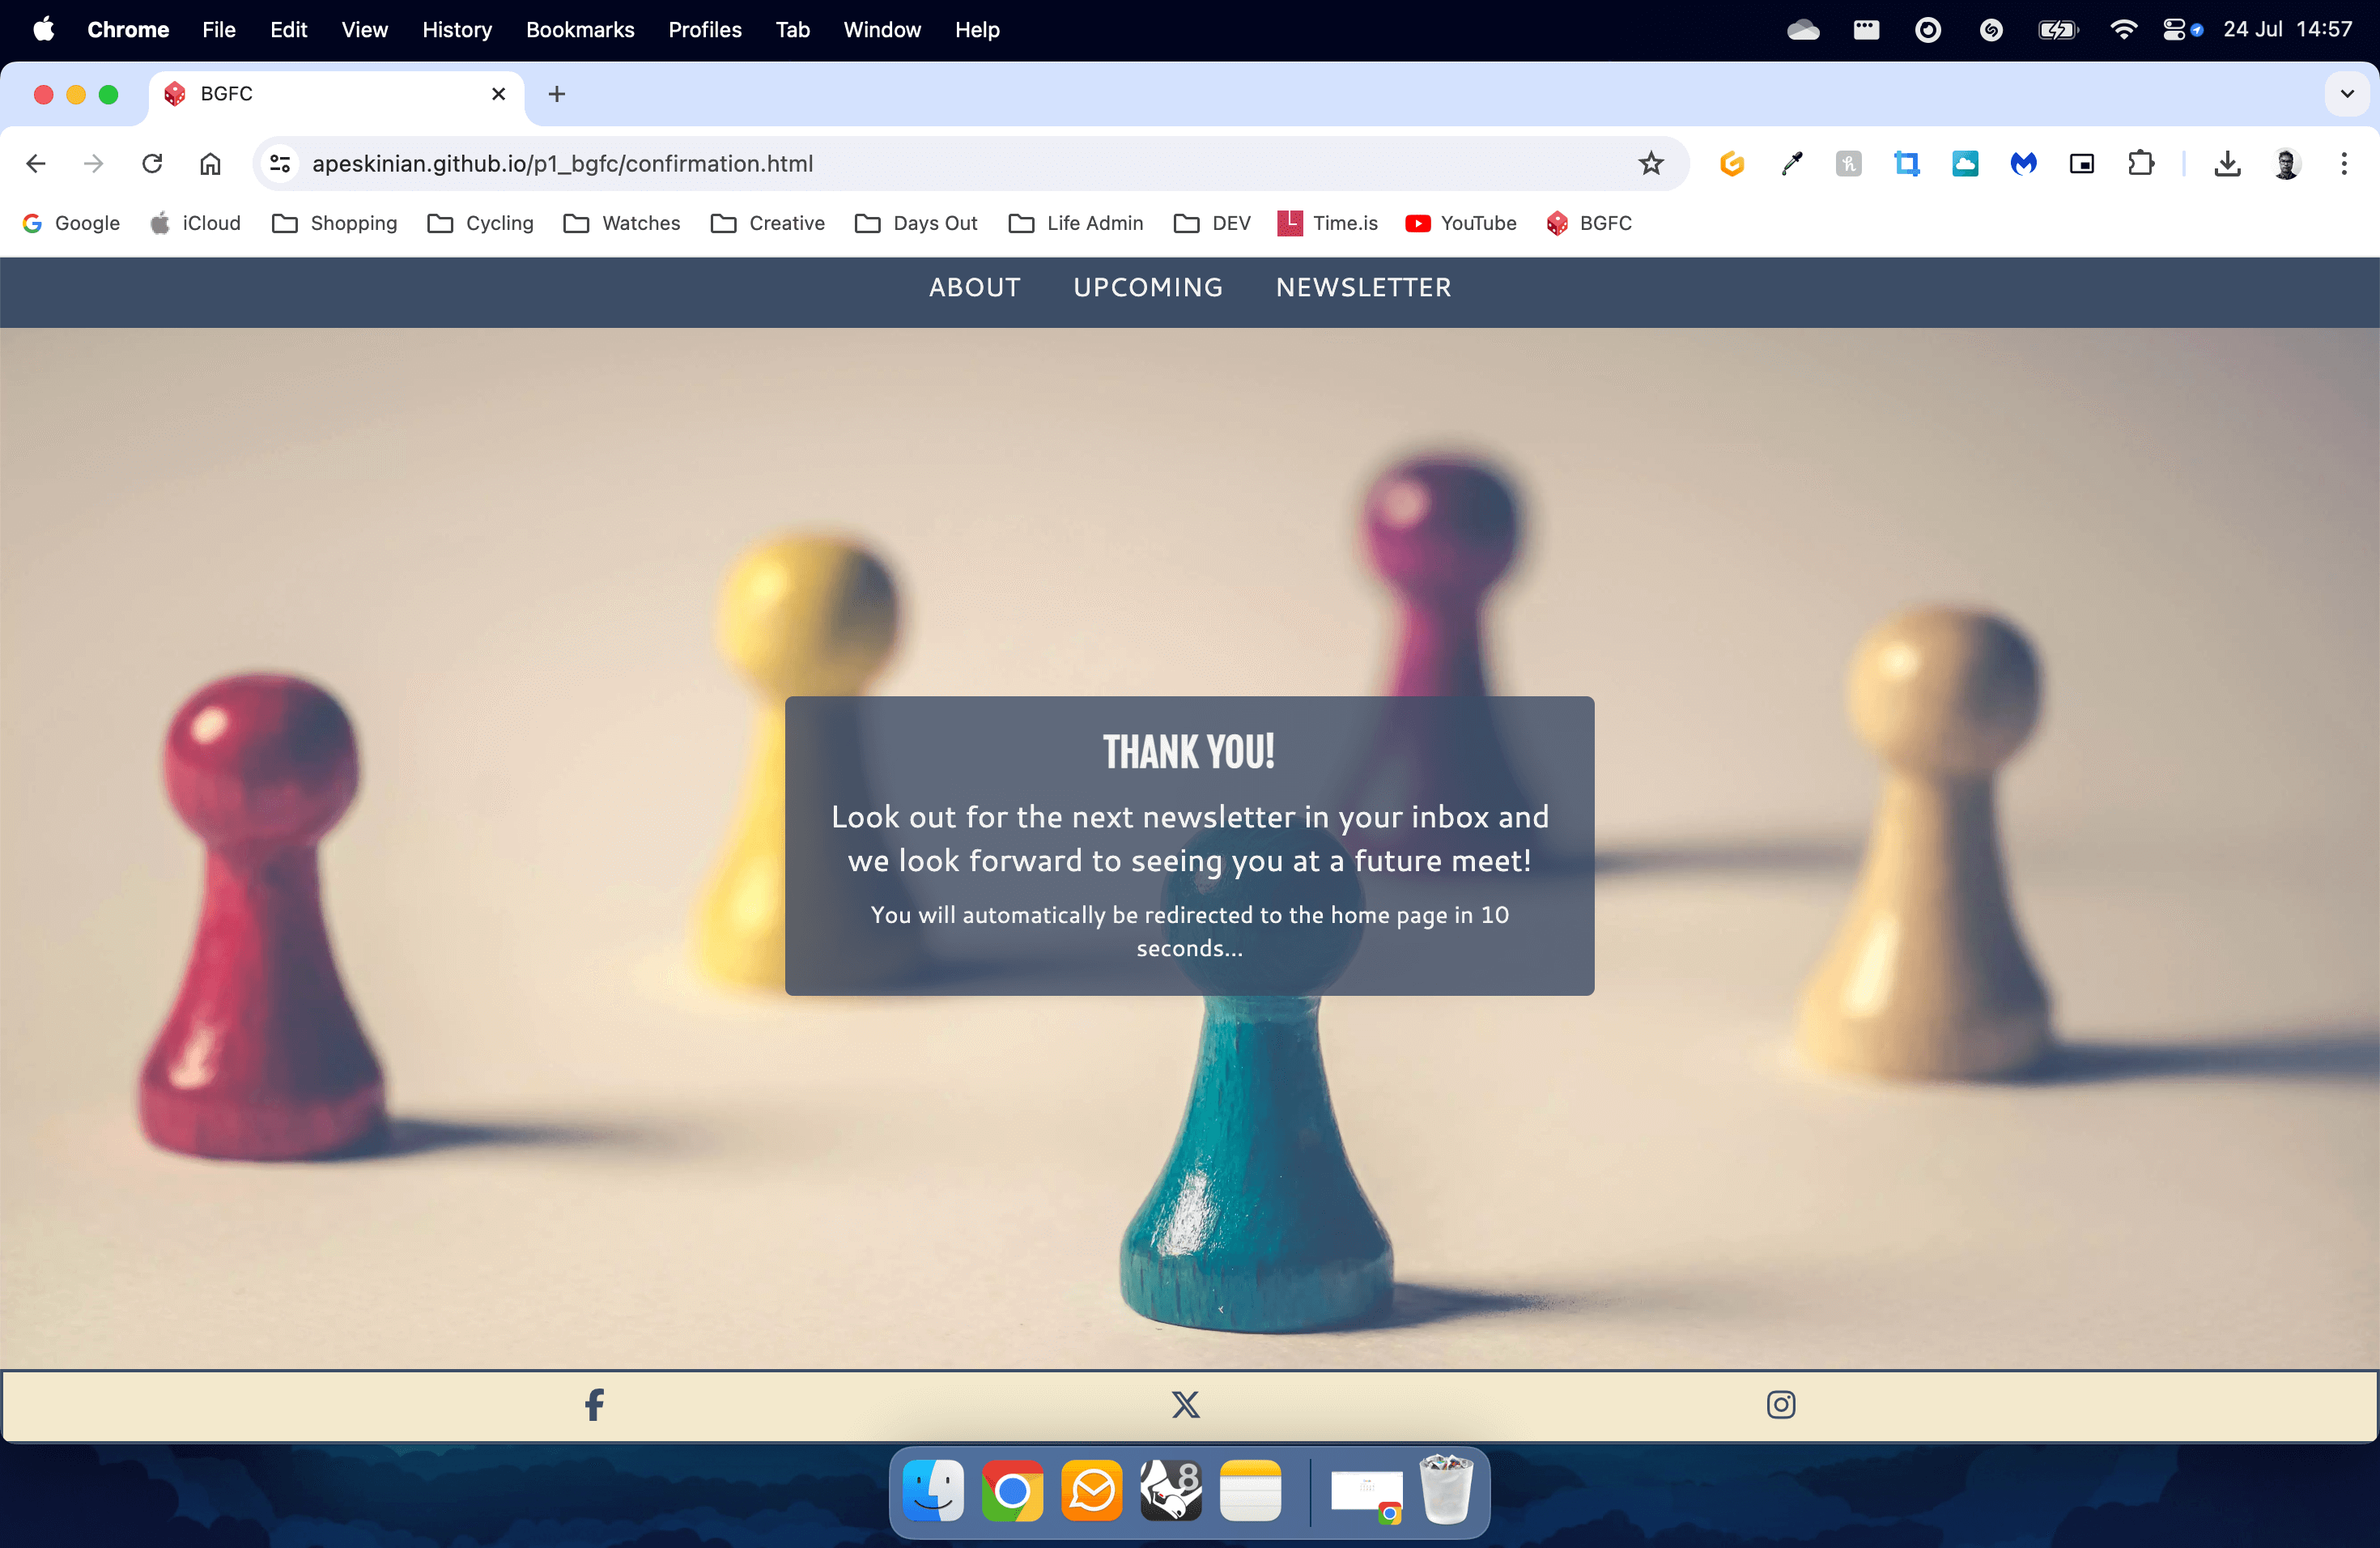 Chrome File Edit View History Bookmarks Profiles Tab Window Help 24 Jul 14:57
BGFC
apeskinian.github.io/p1_bgfc/confirmation.html
Google iCloud Shopping Cycling Watches Creative Days Out Life Admin DEV Time.is YouTube BGFC
ABOUT UPCOMING NEWSLETTER
THANK YOU!
Look out for the next newsletter in your inbox and
we look forward to seeing you at a future meet!
You will automatically be redirected to the home page in 10
seconds...
8